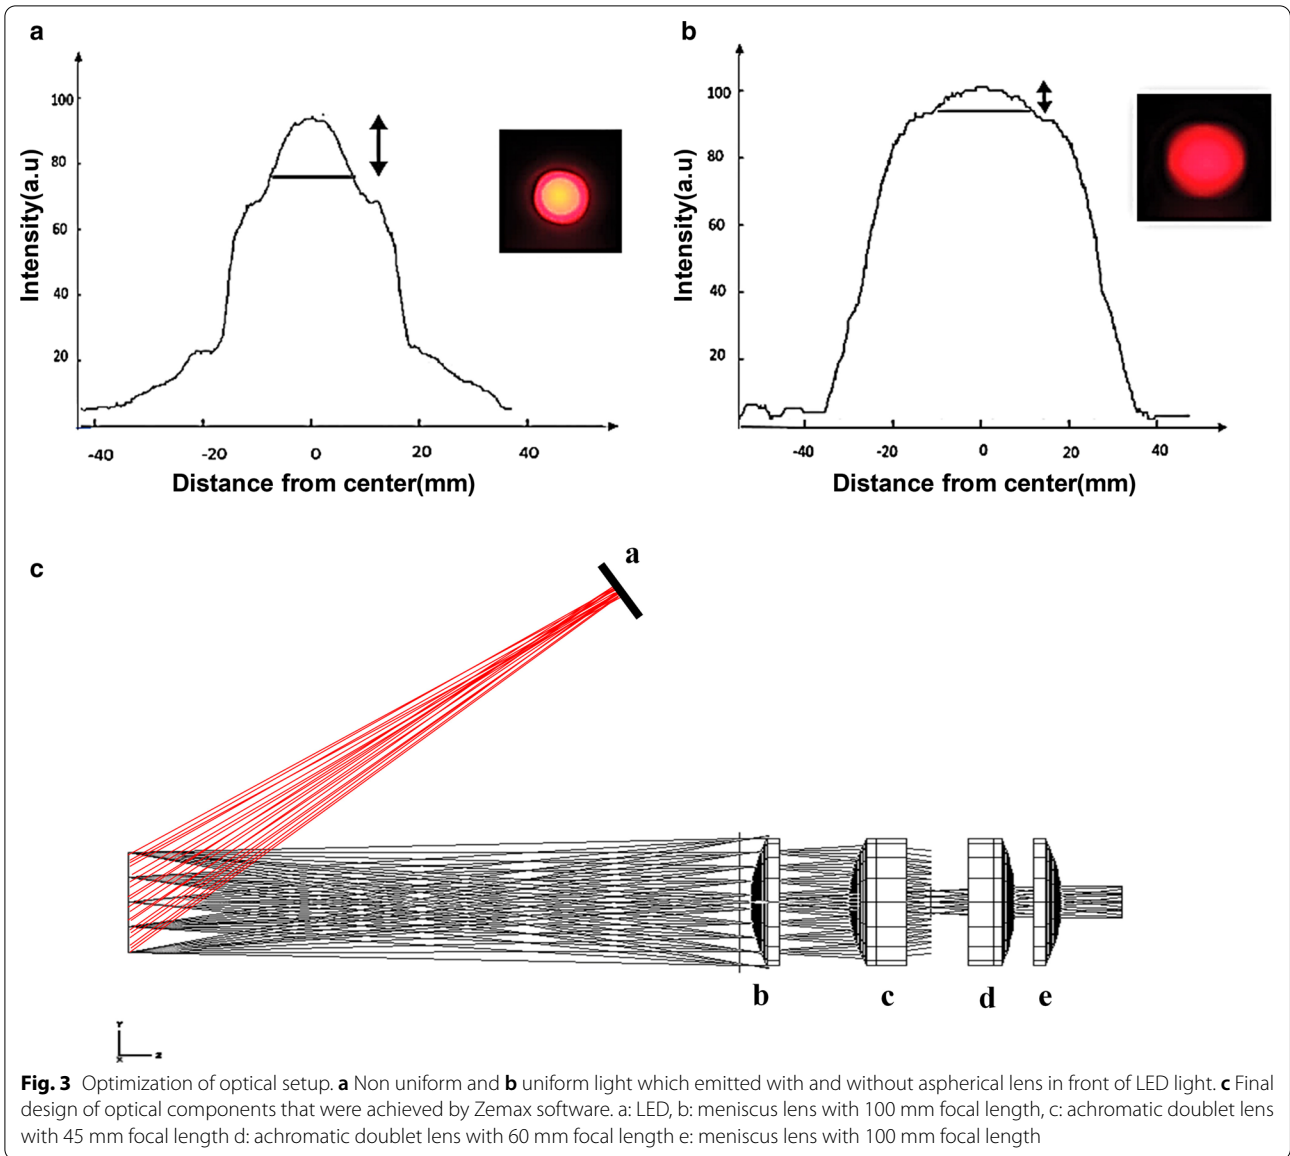 a
b
100
80
60
40
20
Intensity(a.u)
-40
-20
0
20
40
Distance from center(mm)
100
80
60
40
20
Intensity(a.u)
-40
-20
0
20
40
Distance from center(mm)
c
a
b
c
d
e
Y
X
Z
Fig. 3 Optimization of optical setup. a Non uniform and b uniform light which emitted with and without aspherical lens in front of LED light. c Final
design of optical components that were achieved by Zemax software. a: LED, b: meniscus lens with 100 mm focal length, c: achromatic doublet lens
with 45 mm focal length d: achromatic doublet lens with 60 mm focal length e: meniscus lens with 100 mm focal length